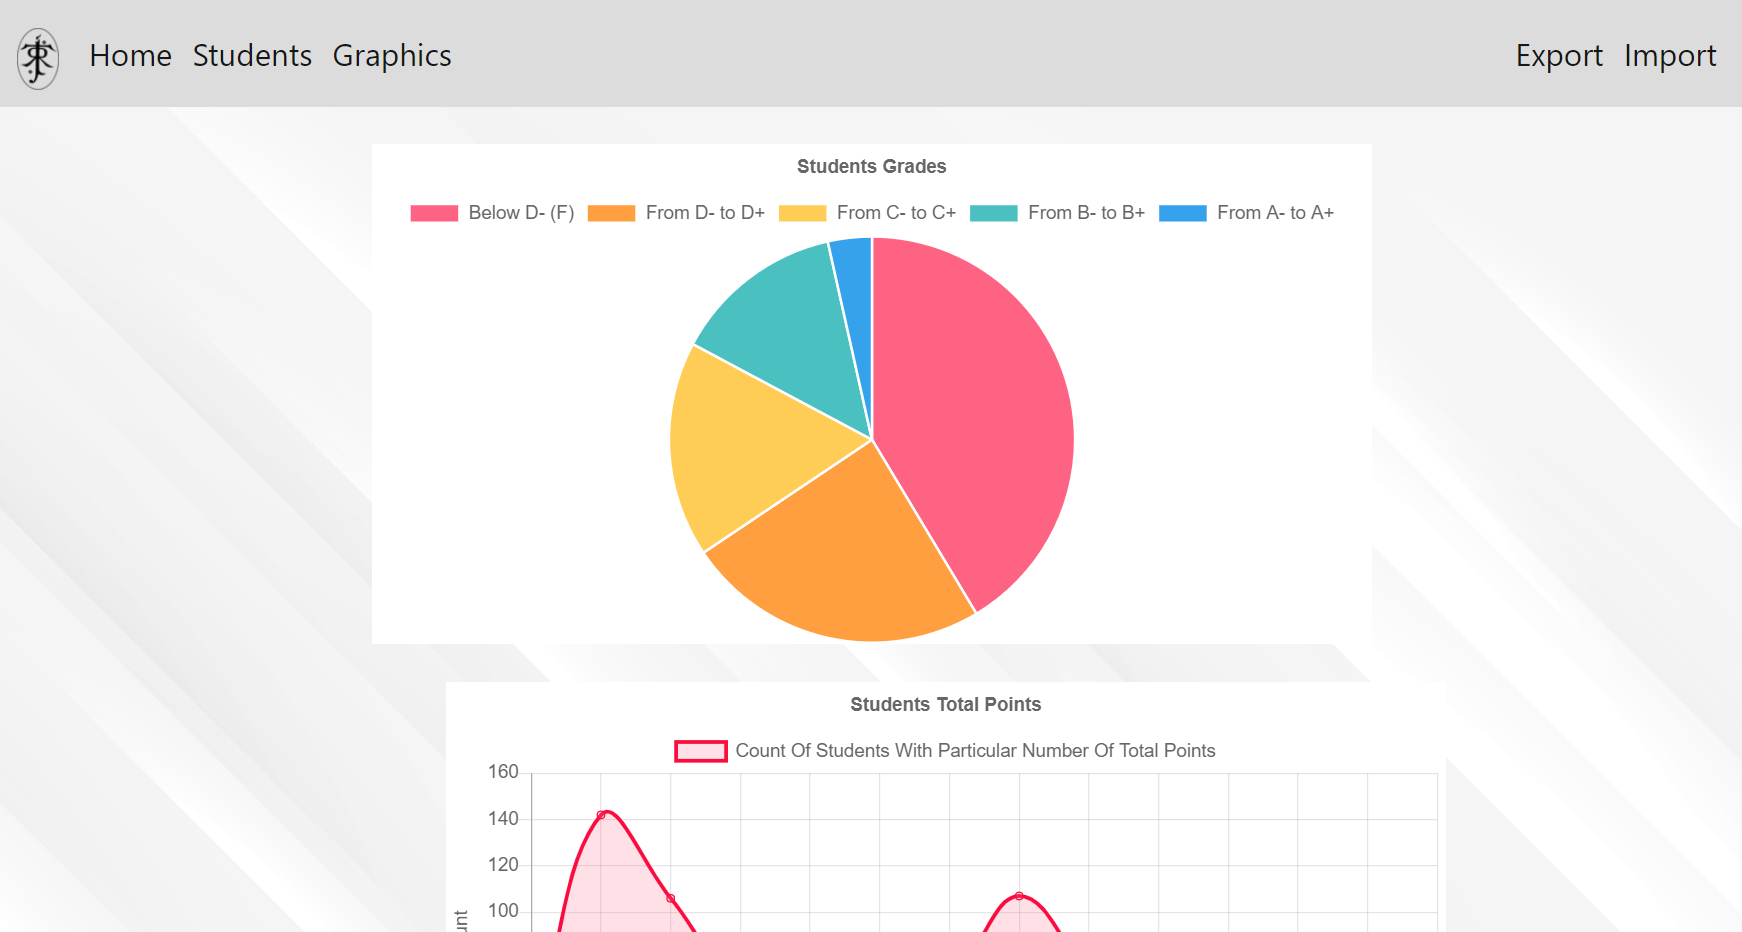 Home Students Graphics Export Import
Students Grades
Below D- (F) From D- to D+ From C- to C+ From B- to B+ From A- to A+
Students Total Points
Count Of Students With Particular Number Of Total Points
160
140
120
100